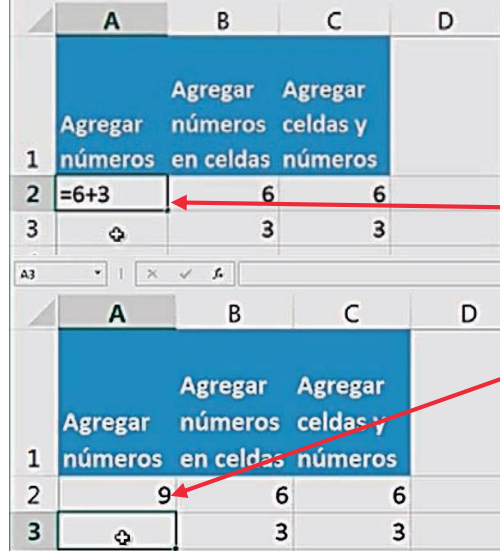 A B C D
Agregar Agregar
Agregar números celdas y
1 números en celdas números
2 =6+3 6 6
3 3 3
A3 fx
A B C D
Agregar Agregar
Agregar números celdas y
1 números en celdas números
2 9 6 6
3 3 3